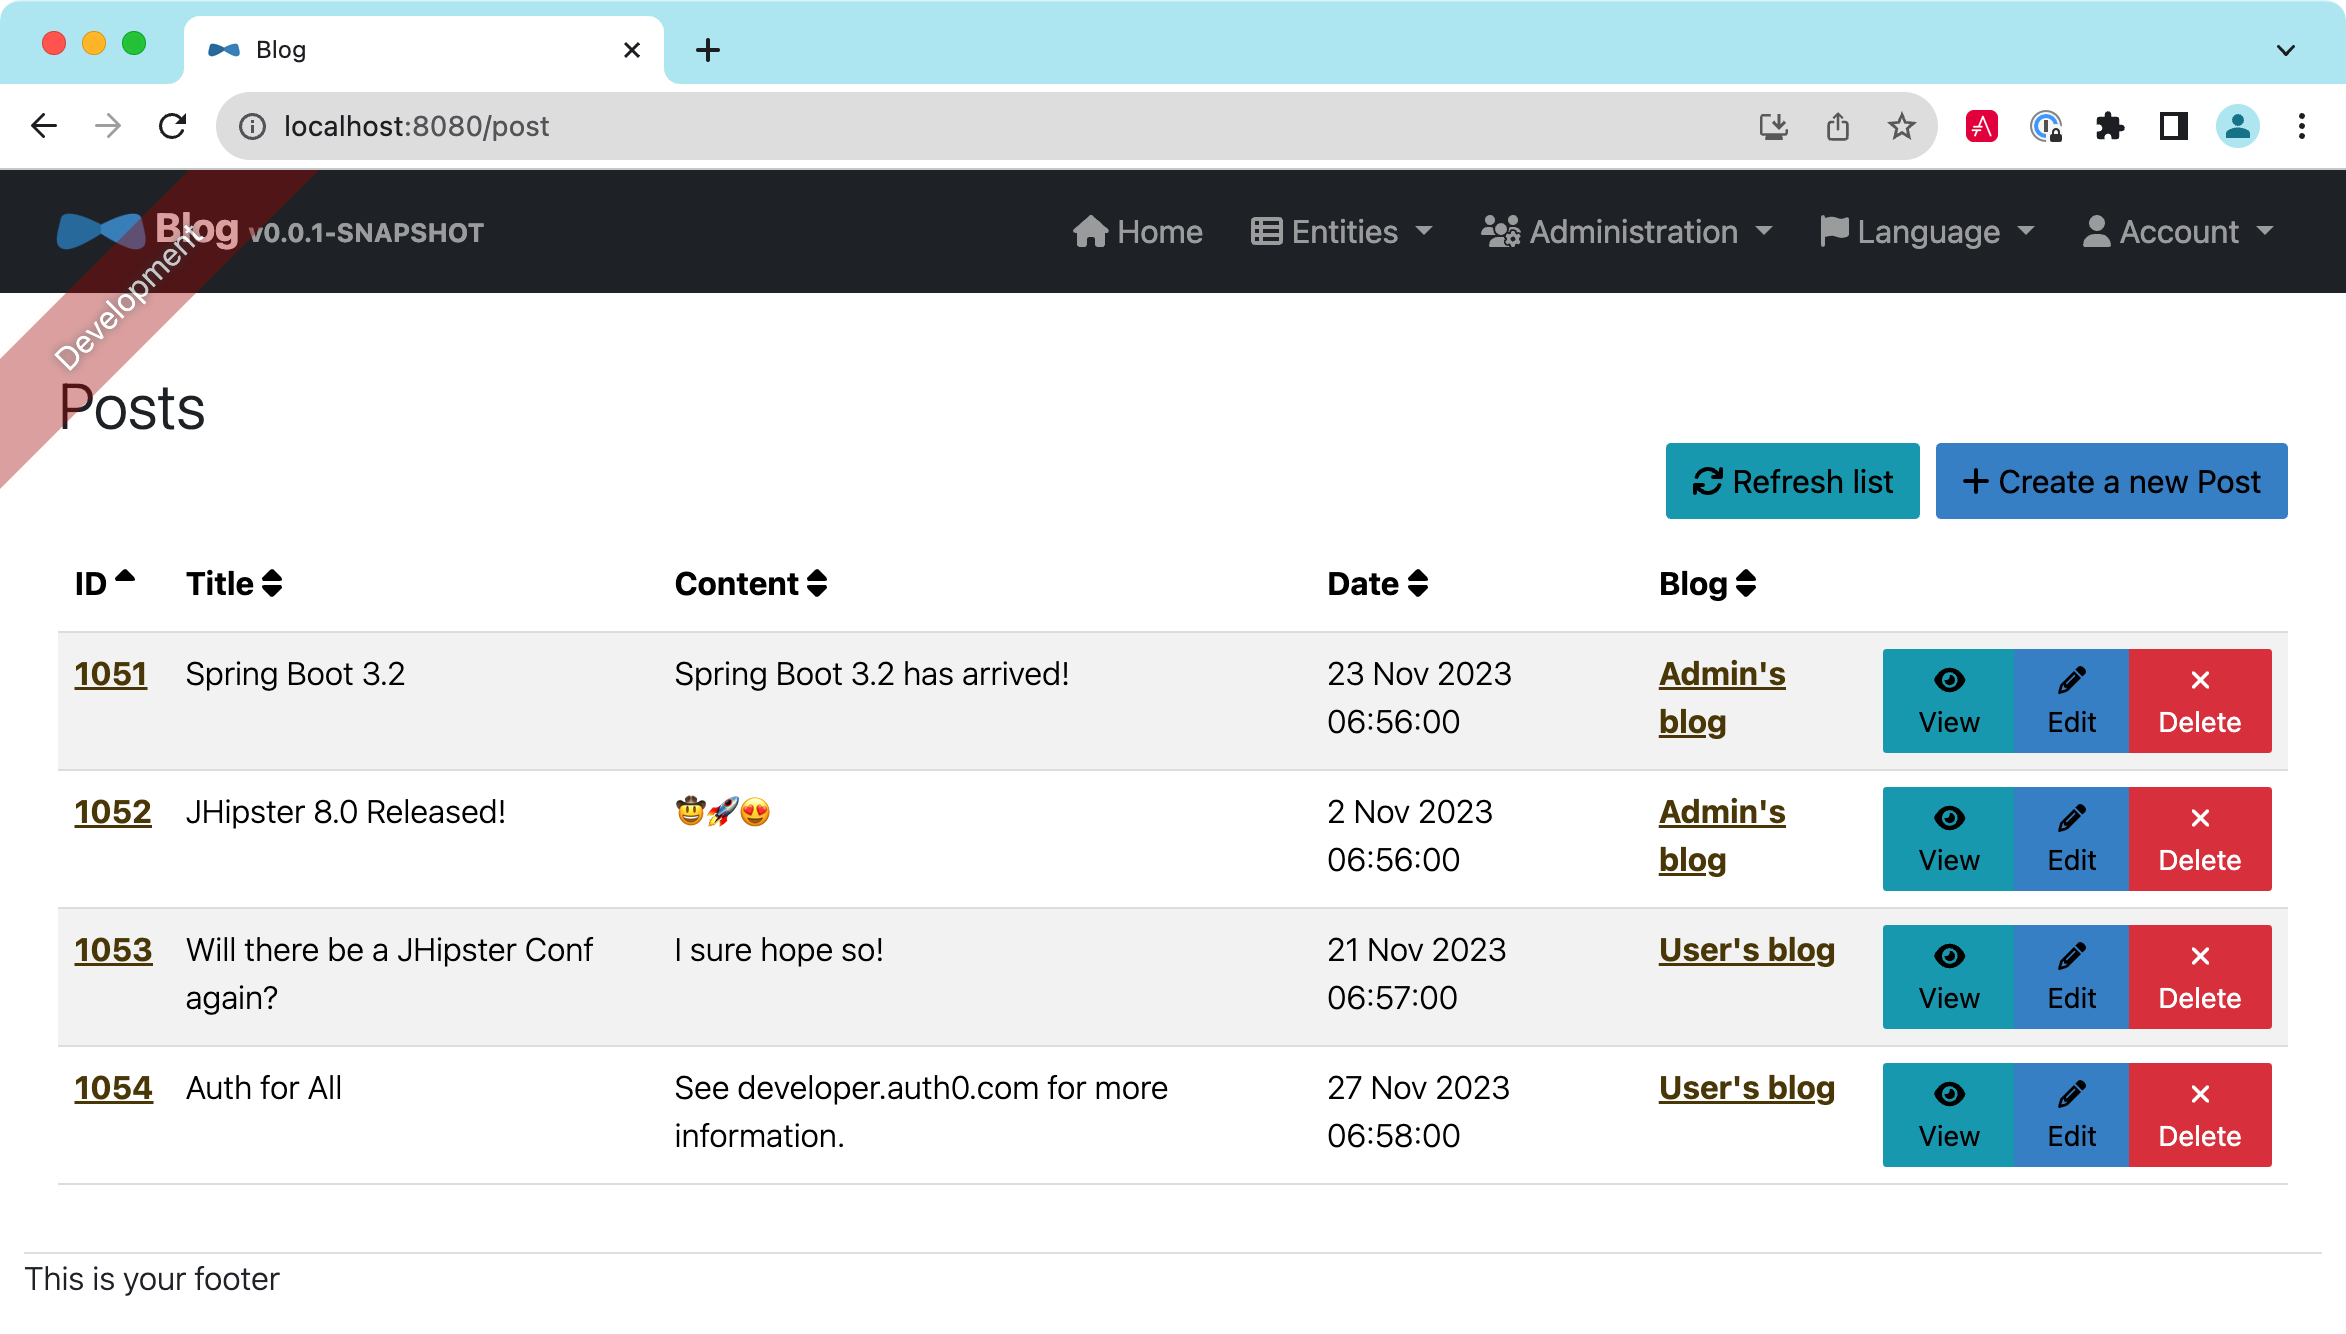 Blog
localhost:8080/post
Blog v0.0.1-SNAPSHOT Home Entities Administration Language Account
Development
Posts
Refresh list Create a new Post
ID Title Content Date Blog
1051 Spring Boot 3.2 Spring Boot 3.2 has arrived! 23 Nov 2023 Admin's
06:56:00 blog View Edit Delete
1052 JHipster 8.0 Released! 🤠🚀😍 2 Nov 2023 Admin's
06:56:00 blog View Edit Delete
1053 Will there be a JHipster Conf I sure hope so! 21 Nov 2023 User's blog
again? 06:57:00 View Edit Delete
1054 Auth for All See developer.auth0.com for more 27 Nov 2023 User's blog
information. 06:58:00 View Edit Delete
This is your footer